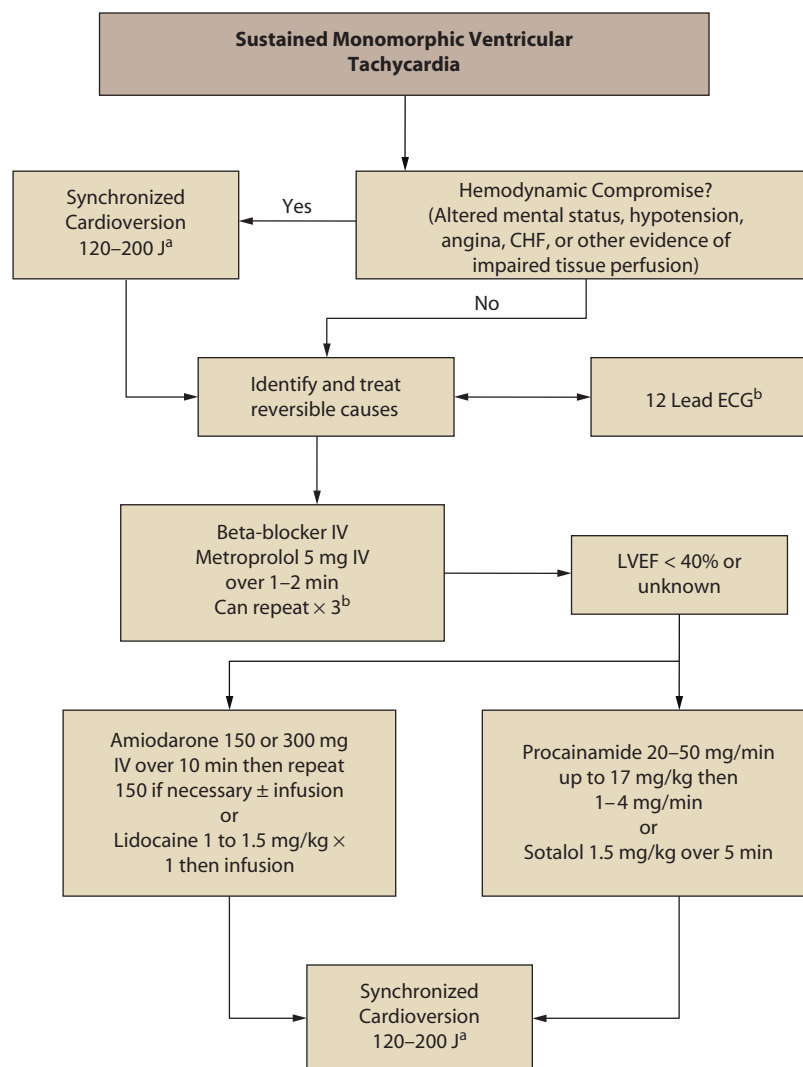 Sustained Monomorphic Ventricular
Tachycardia
Synchronized
Cardioversion
120–200 Jᵃ
Yes
Hemodynamic Compromise?
(Altered mental status, hypotension,
angina, CHF, or other evidence of
impaired tissue perfusion)
No
Identify and treat
reversible causes
12 Lead ECGᵇ
Beta-blocker IV
Metroprolol 5 mg IV
over 1–2 min
Can repeat × 3ᵇ
LVEF < 40% or
unknown
Amiodarone 150 or 300 mg
IV over 10 min then repeat
150 if necessary ± infusion
or
Lidocaine 1 to 1.5 mg/kg ×
1 then infusion
Procainamide 20–50 mg/min
up to 17 mg/kg then
1–4 mg/min
or
Sotalol 1.5 mg/kg over 5 min
Synchronized
Cardioversion
120–200 Jᵃ